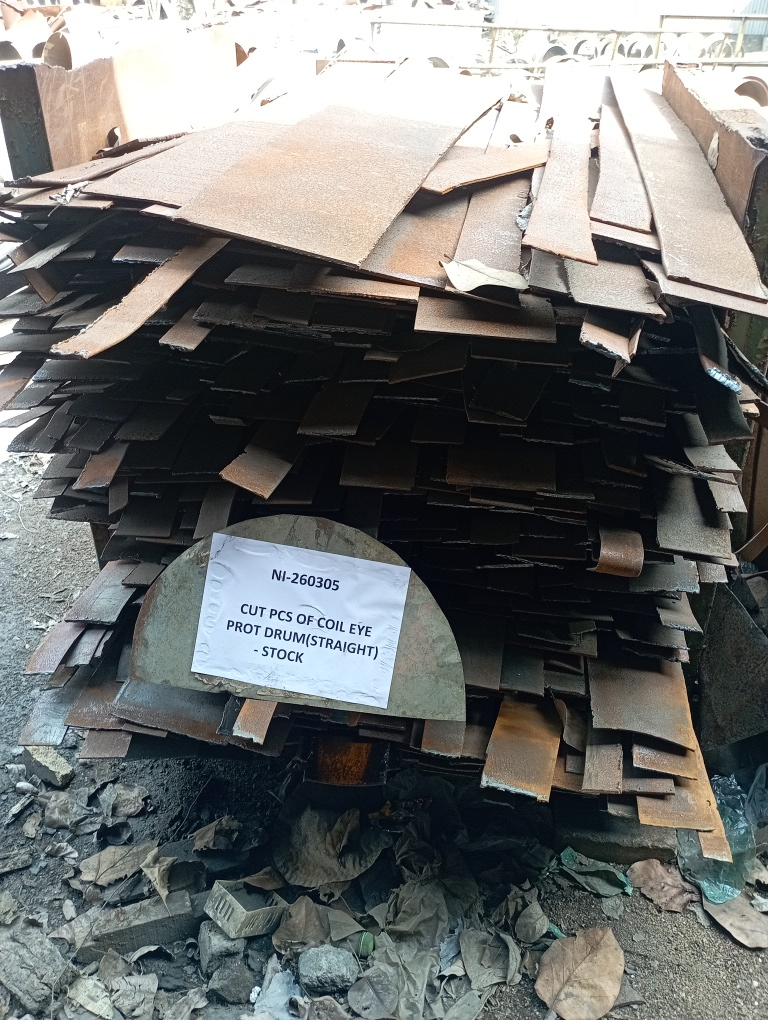 NI-260305
CUT PCS OF COIL EYE
PROT DRUM(STRAIGHT)
- STOCK